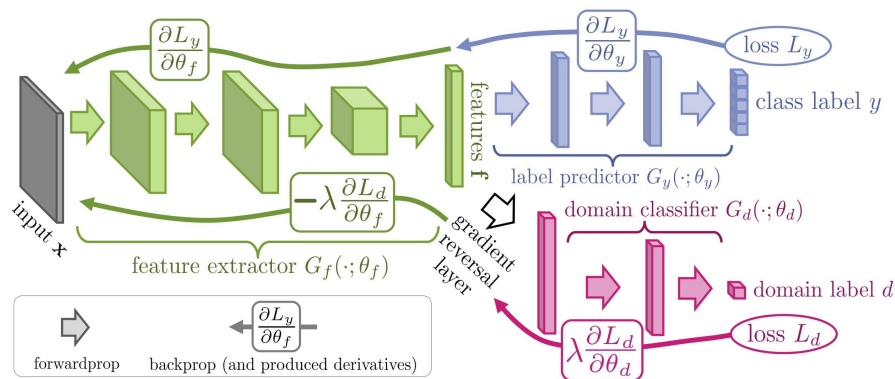 ∂L_y/∂θ_f
∂L_y/∂θ_y
loss L_y
features f
class label y
input x
−λ ∂L_d/∂θ_f
label predictor G_y(·; θ_y)
feature extractor G_f(·; θ_f)
gradient
reversal
layer
domain classifier G_d(·; θ_d)
domain label d
λ ∂L_d/∂θ_d
loss L_d
∂L_y/∂θ_f
forwardprop
backprop (and produced derivatives)